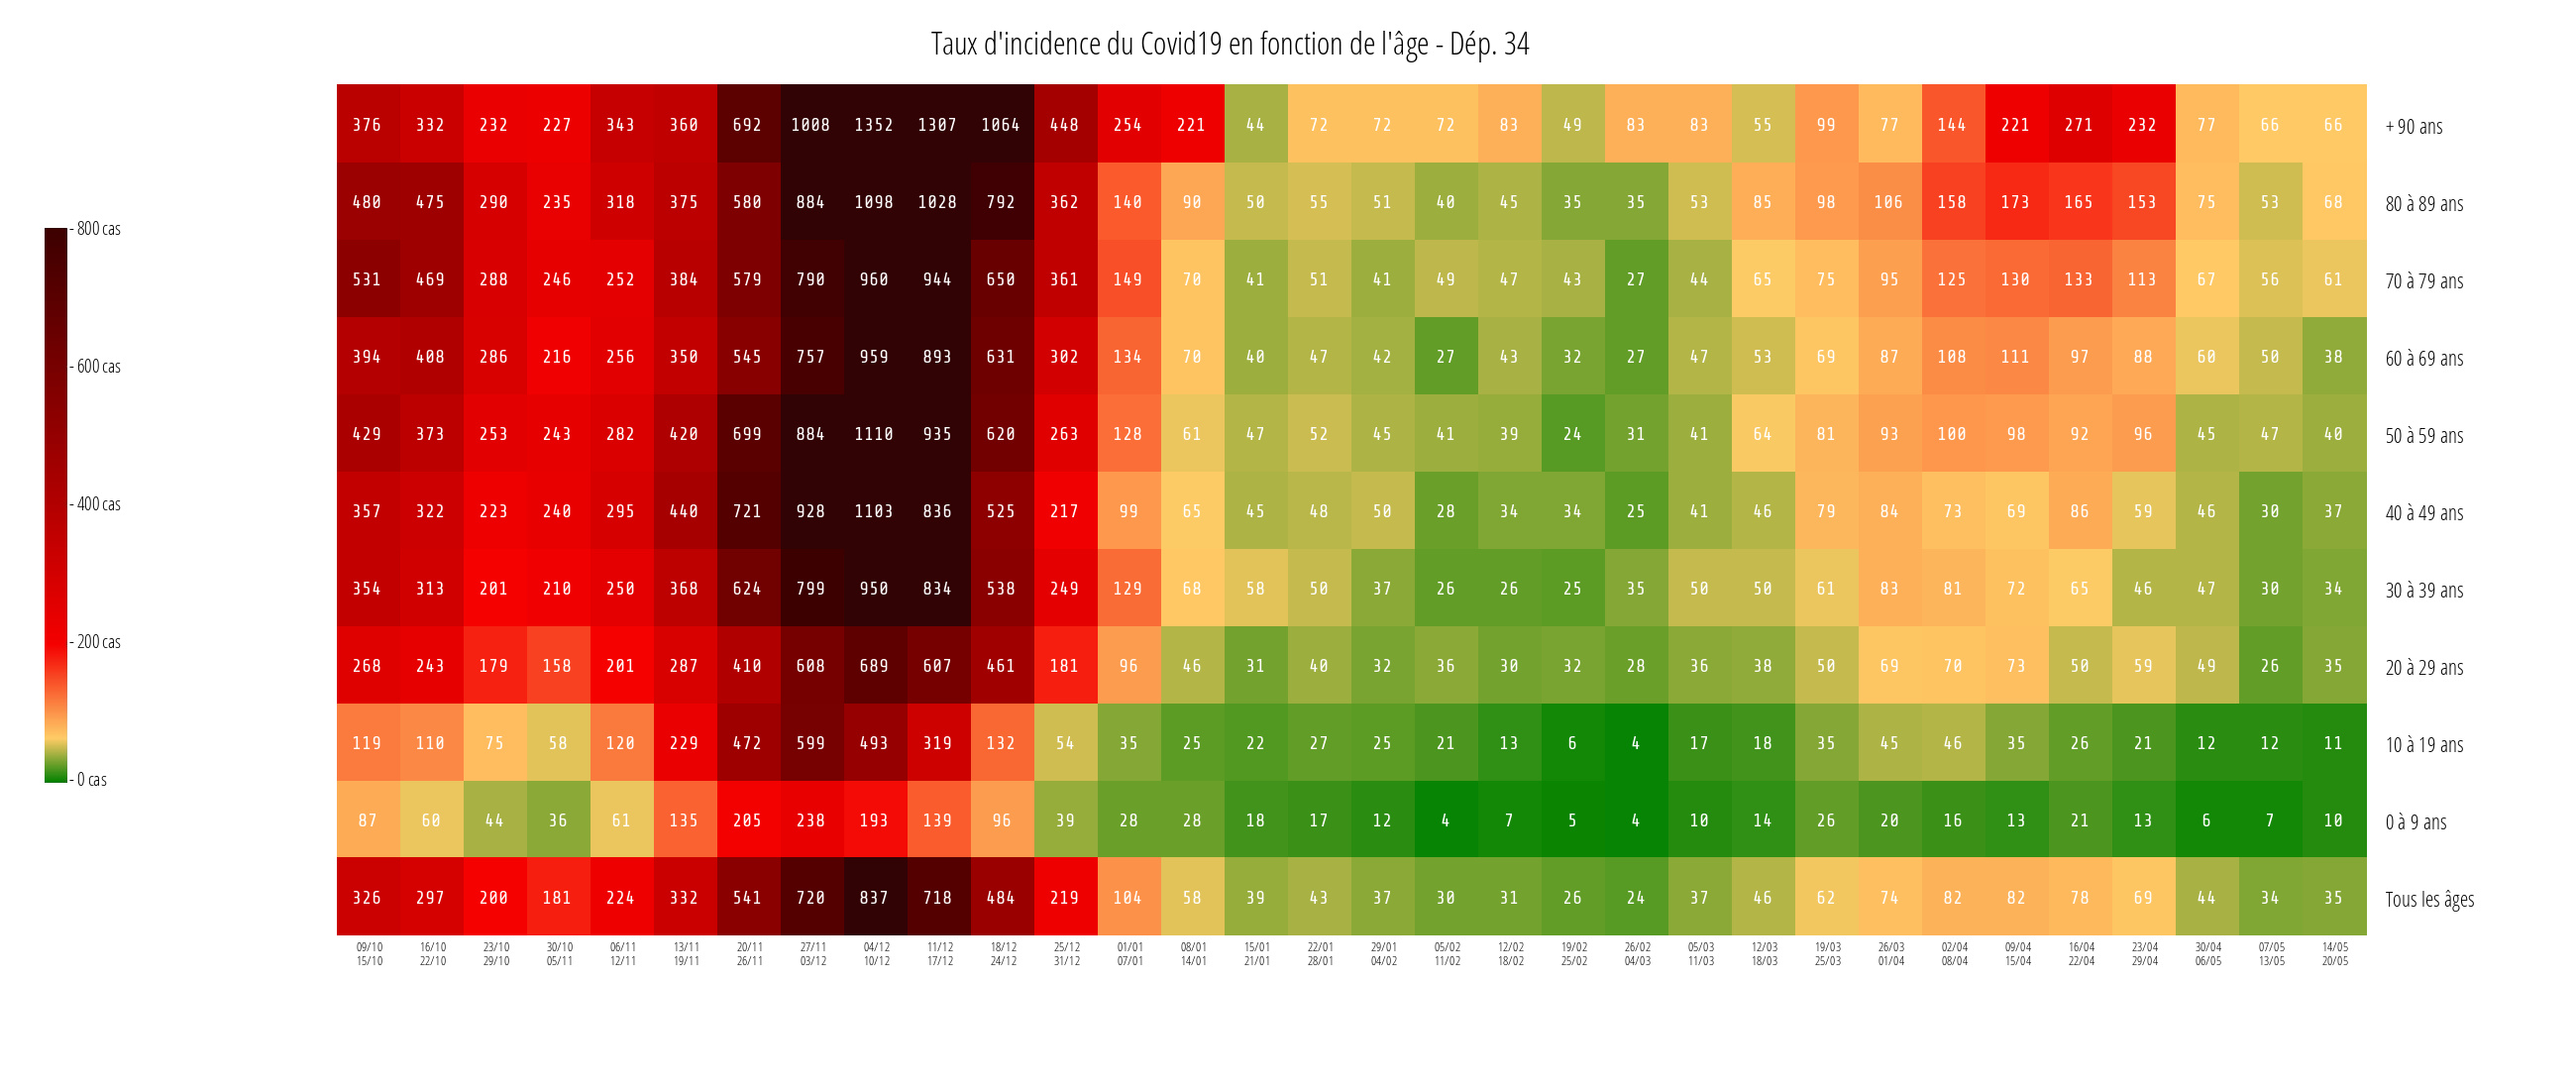 Taux d'incidence du Covid19 en fonction de l'âge - Dép. 34
376 332 232 227 343 360 692 1008 1352 1307 1064 448 254 221 44 72 72 72 83 49 83 83 55 99 77 144 221 271 232 77 66 66 + 90 ans
480 475 290 235 318 375 580 884 1098 1028 792 362 140 90 50 55 51 40 45 35 35 53 85 98 106 158 173 165 153 75 53 68 80 à 89 ans
- 800 cas
531 469 288 246 252 384 579 790 960 944 650 361 149 70 41 51 41 49 47 43 27 44 65 75 95 125 130 133 113 67 56 61 70 à 79 ans
394 408 286 216 256 350 545 757 959 893 631 302 134 70 40 47 42 27 43 32 27 47 53 69 87 108 111 97 88 60 50 38 60 à 69 ans
- 600 cas
429 373 253 243 282 420 699 884 1110 935 620 263 128 61 47 52 45 41 39 24 31 41 64 81 93 100 98 92 96 45 47 40 50 à 59 ans
- 400 cas
357 322 223 240 295 440 721 928 1103 836 525 217 99 65 45 48 50 28 34 34 25 41 46 79 84 73 69 86 59 46 30 37 40 à 49 ans
354 313 201 210 250 368 624 799 950 834 538 249 129 68 58 50 37 26 26 25 35 50 50 61 83 81 72 65 46 47 30 34 30 à 39 ans
- 200 cas
268 243 179 158 201 287 410 608 689 607 461 181 96 46 31 40 32 36 30 32 28 36 38 50 69 70 73 50 59 49 26 35 20 à 29 ans
119 110 75 58 120 229 472 599 493 319 132 54 35 25 22 27 25 21 13 6 4 17 18 35 45 46 35 26 21 12 12 11 10 à 19 ans
- 0 cas
87 60 44 36 61 135 205 238 193 139 96 39 28 28 18 17 12 4 7 5 4 10 14 26 20 16 13 21 13 6 7 10 0 à 9 ans
326 297 200 181 224 332 541 720 837 718 484 219 104 58 39 43 37 30 31 26 24 37 46 62 74 82 82 78 69 44 34 35 Tous les âges
09/10 16/10 23/10 30/10 06/11 13/11 20/11 27/11 04/12 11/12 18/12 25/12 01/01 08/01 15/01 22/01 29/01 05/02 12/02 19/02 26/02 05/03 12/03 19/03 26/03 02/04 09/04 16/04 23/04 30/04 07/05 14/05
15/10 22/10 29/10 05/11 12/11 19/11 26/11 03/12 10/12 17/12 24/12 31/12 07/01 14/01 21/01 28/01 04/02 11/02 18/02 25/02 04/03 11/03 18/03 25/03 01/04 08/04 15/04 22/04 29/04 06/05 13/05 20/05